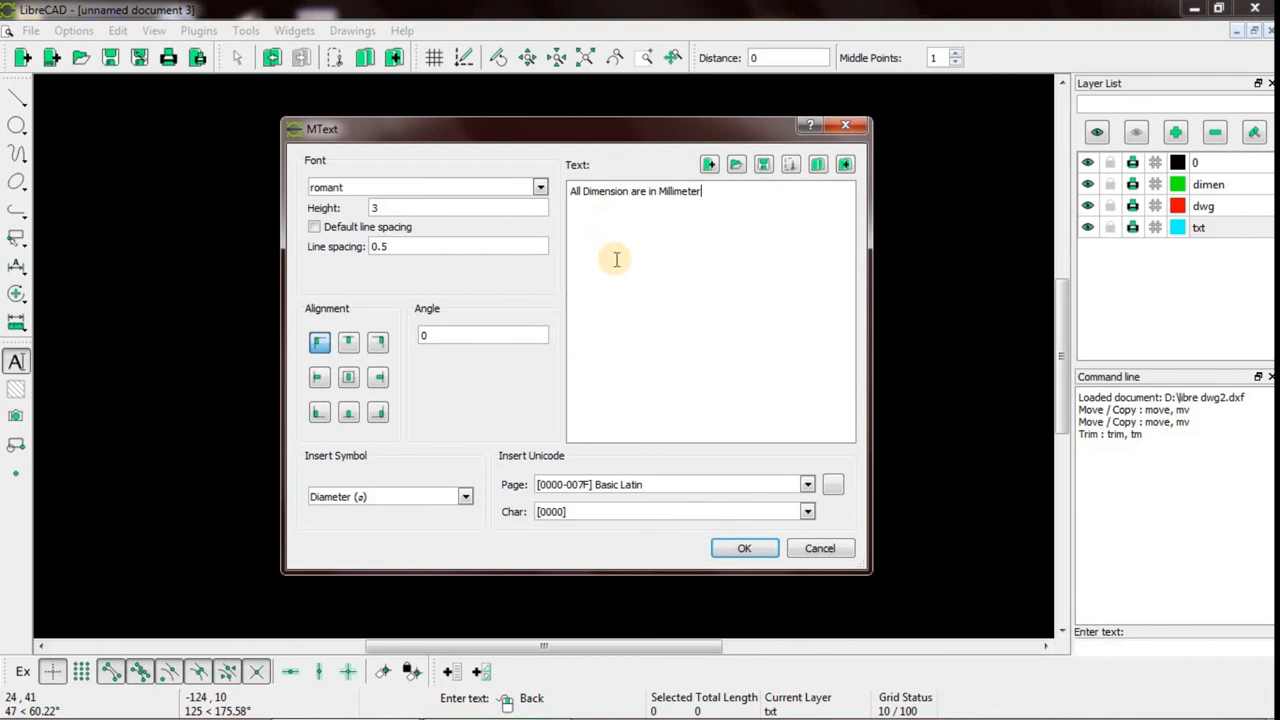 LibreCAD - [unnamed document 3]
File Options Edit View Plugins Tools Widgets Drawings Help
Distance: 0 Middle Points: 1
Layer List
0
dimen
dwg
txt
MText
Font
romant
Height: 3
Default line spacing
Line spacing: 0.5
Text:
All Dimension are in Millimeter
Alignment
Angle
0
Insert Symbol
Diameter (⌀)
Insert Unicode
Page: [0000-007F] Basic Latin
Char: [0000]
OK Cancel
Command line
Loaded document: D:\libre dwg2.dxf
Move / Copy : move, mv
Move / Copy : move, mv
Trim : trim, tm
Enter text:
Ex
24 , 41
47 < 60.22°
-124 , 10
125 < 175.58°
Enter text: Back
Selected Total Length
0 0
Current Layer
txt
Grid Status
10 / 100